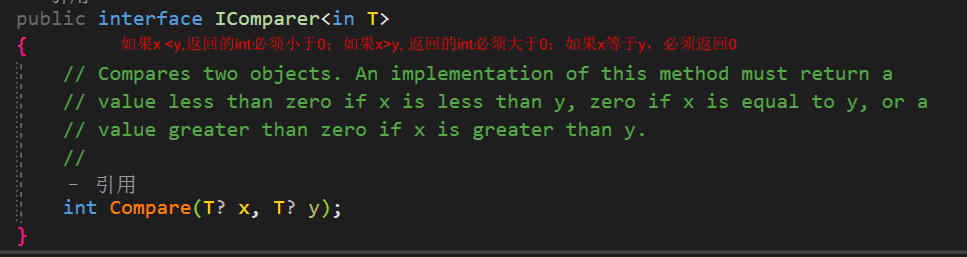 public interface IComparer<in T>
{
如果x <y,返回的int必须小于0；如果x>y, 返回的int必须大于0；如果x等于y，必须返回0
// Compares two objects. An implementation of this method must return a
// value less than zero if x is less than y, zero if x is equal to y, or a
// value greater than zero if x is greater than y.
//
- 引用
int Compare(T? x, T? y);
}